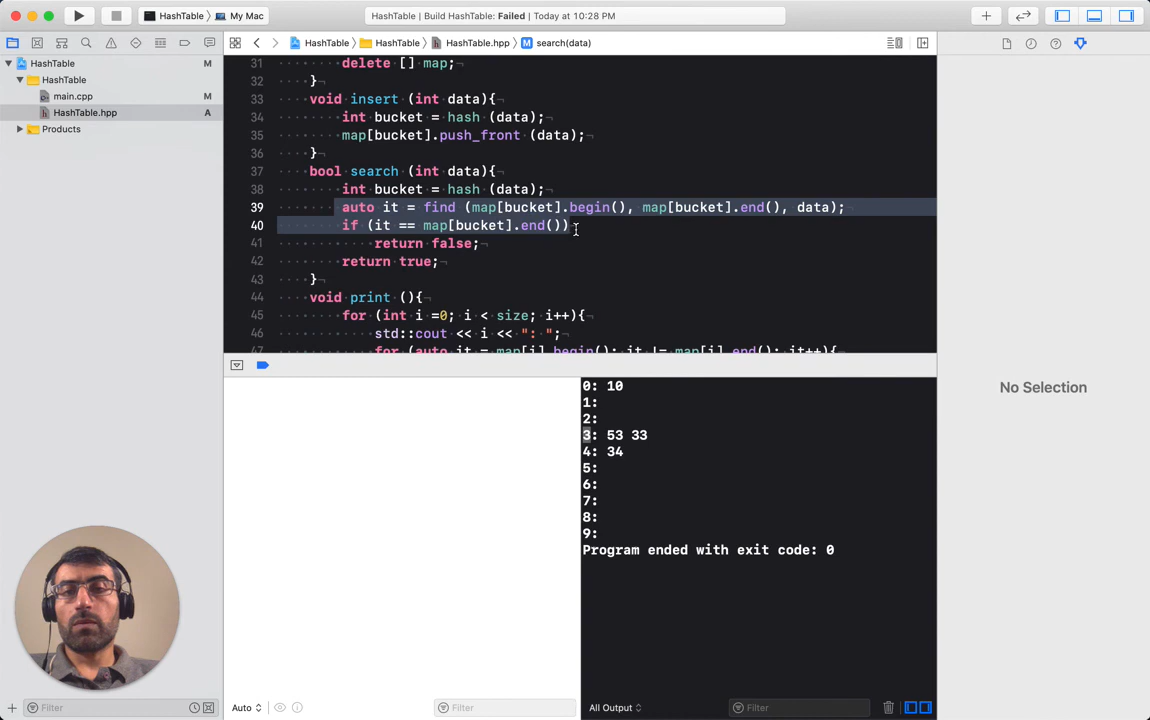 HashTable 〉 My Mac
HashTable | Build HashTable: Failed | Today at 10:28 PM
HashTable 〉 HashTable 〉 HashTable.hpp 〉 M search(data)
HashTable M
HashTable
main.cpp M
HashTable.hpp A
Products
31 delete [] map;
32 }
33 void insert (int data){
34 int bucket = hash (data);
35 map[bucket].push_front (data);
36 }
37 bool search (int data){
38 int bucket = hash (data);
39 auto it = find (map[bucket].begin(), map[bucket].end(), data);
40 if (it == map[bucket].end())
41 return false;
42 return true;
43 }
44 void print (){
45 for (int i =0; i < size; i++){
46 std::cout << i << ": ";
47 for (auto it = map[i].begin(); it != map[i].end(); it++){
No Selection
0: 10
1:
2:
3: 53 33
4: 34
5:
6:
7:
8:
9:
Program ended with exit code: 0
Filter
Auto
Filter
All Output
Filter